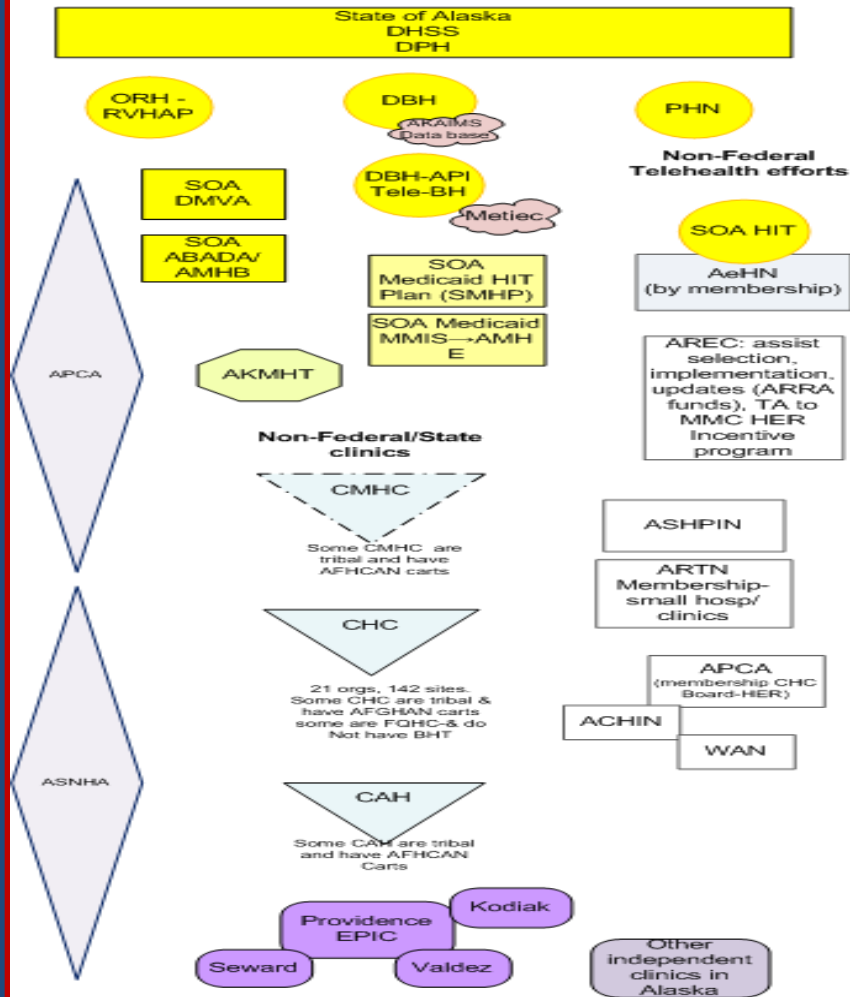 State of Alaska
DHSS
DPH
ORH -
RVHAP
DBH
AKAIMS
Data base
PHN
Non-Federal
Telehealth efforts
SOA
DMVA
DBH-API
Tele-BH
Metiec
SOA HIT
SOA
ABADA/
AMHB
SOA
Medicaid HIT
Plan (SMHP)
AeHN
(by membership)
SOA Medicaid
MMIS→AMH
E
APCA
AKMHT
AREC: assist
selection,
implementation,
updates (ARRA
funds), TA to
MMC HER
Incentive
program
Non-Federal/State
clinics
CMHC
Some CMHC are
tribal and have
AFHCAN carts
ASHPIN
ARTN
Membership-
small hosp/
clinics
CHC
21 orgs, 142 sites.
Some CHC are tribal &
have AFGHAN carts
some are FQHC-& do
Not have BHT
APCA
(membership CHC
Board-HER)
ACHIN
WAN
ASNHA
CAH
Some CAH are tribal
and have AFHCAN
Carts
Providence
EPIC
Kodiak
Seward
Valdez
Other
independent
clinics in
Alaska